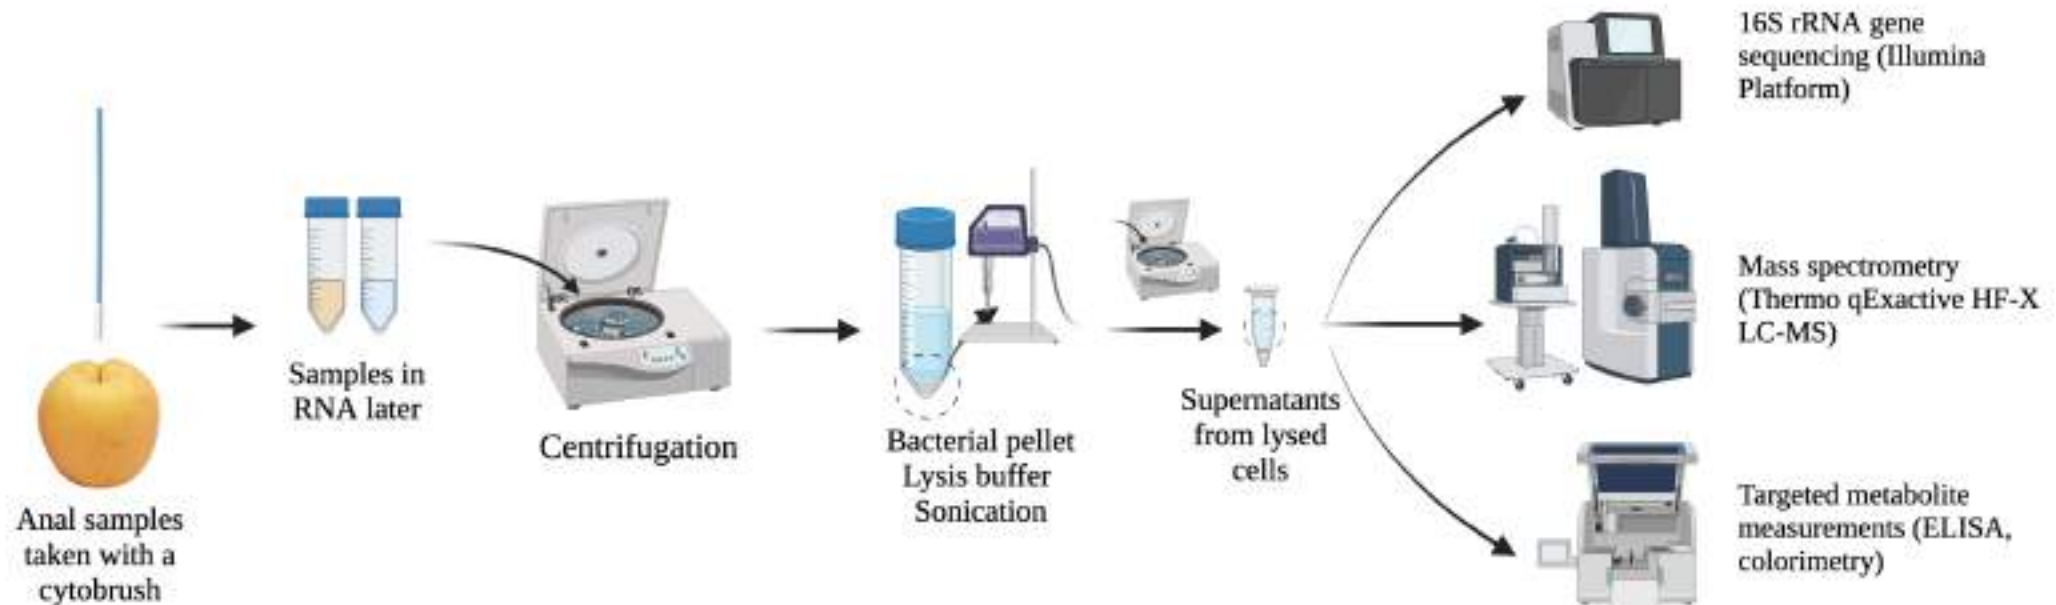 Anal samples
taken with a
cytobrush
Samples in
RNA later
Centrifugation
Bacterial pellet
Lysis buffer
Sonication
Supernatants
from lysed
cells
16S rRNA gene
sequencing (Illumina
Platform)
Mass spectrometry
(Thermo qExactive HF-X
LC-MS)
Targeted metabolite
measurements (ELISA,
colorimetry)